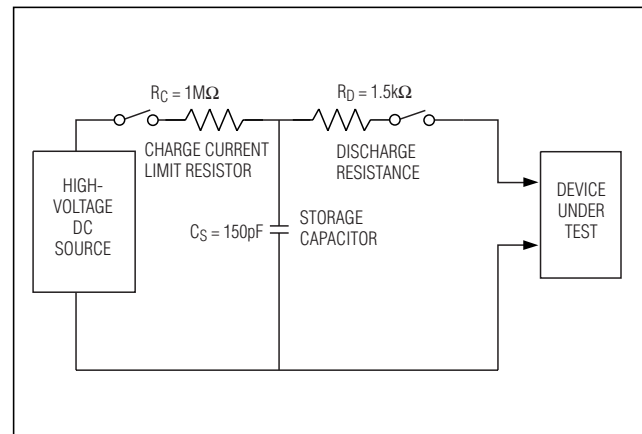 R_C = 1MΩ
R_D = 1.5kΩ
CHARGE CURRENT
LIMIT RESISTOR
DISCHARGE
RESISTANCE
HIGH-
VOLTAGE
DC
SOURCE
C_S = 150pF
STORAGE
CAPACITOR
DEVICE
UNDER
TEST